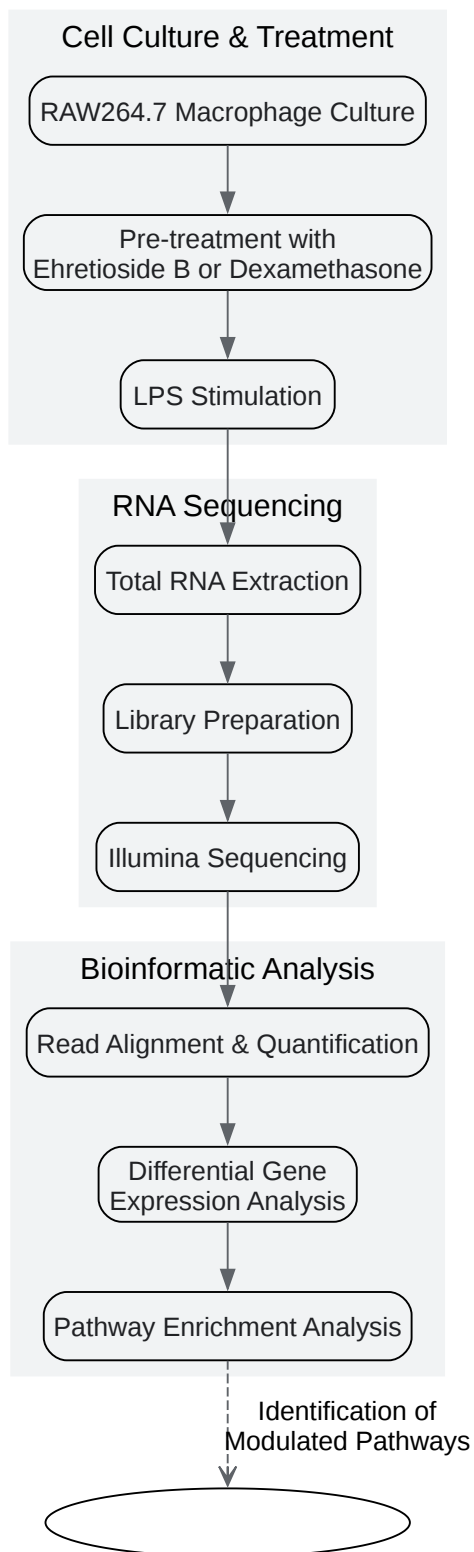 Cell Culture & Treatment
RAW264.7 Macrophage Culture
Pre-treatment with
Ehretioside B or Dexamethasone
LPS Stimulation
RNA Sequencing
Total RNA Extraction
Library Preparation
Illumina Sequencing
Bioinformatic Analysis
Read Alignment & Quantification
Differential Gene
Expression Analysis
Pathway Enrichment Analysis
Identification of
Modulated Pathways